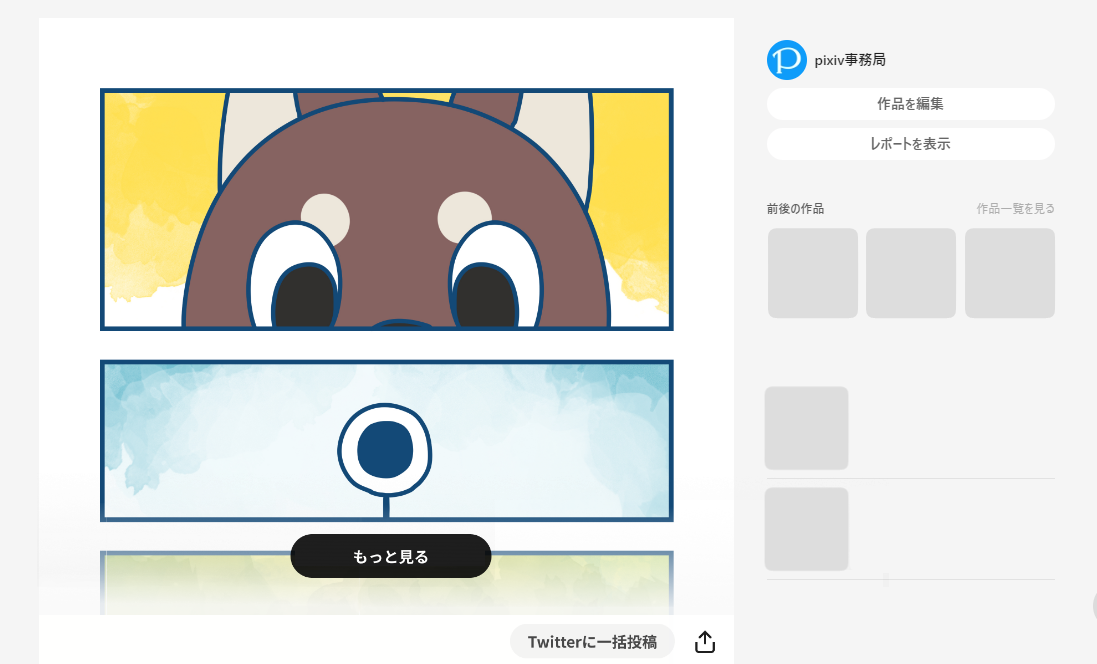 pixiv事務局
作品を編集
レポートを表示
前後の作品
作品一覧を見る
もっと見る
Twitterに一括投稿